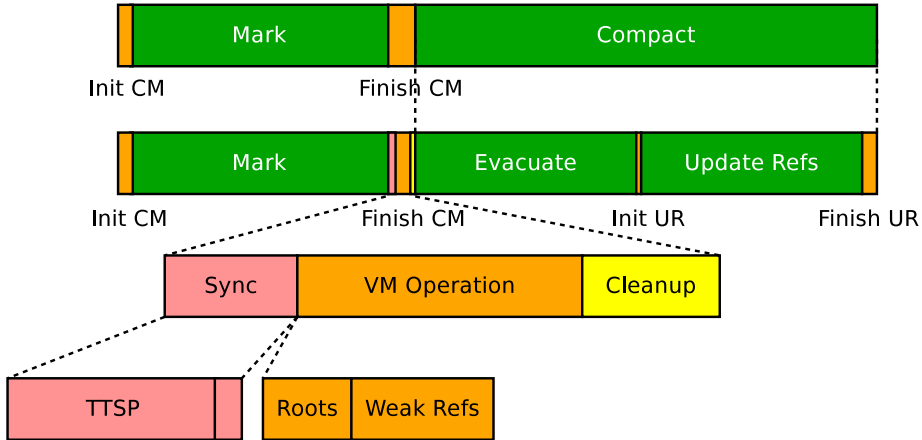 Mark Compact
Init CM Finish CM
Mark Evacuate Update Refs
Init CM Finish CM Init UR Finish UR
Sync VM Operation Cleanup
TTSP Roots Weak Refs